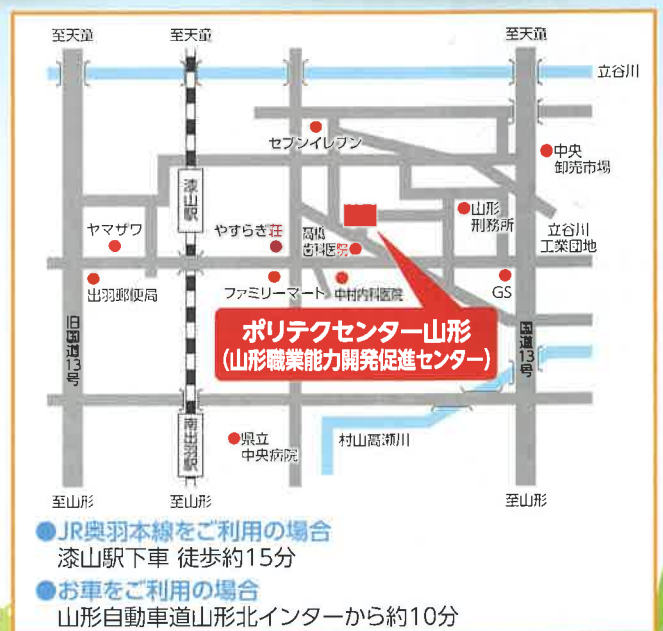 至天童
至天童
至天童
立谷川
セブンイレブン
中央
卸売市場
漆山駅
ヤマザワ
やすらぎ荘
高橋
歯科医院
山形
刑務所
立谷川
工業団地
出羽郵便局
ファミリーマート
中村内科医院
GS
ポリテクセンター山形
(山形職業能力開発促進センター)
旧国道13号
国道13号
南出羽駅
県立
中央病院
村山高瀬川
至山形
至山形
至山形
●JR奥羽本線をご利用の場合
漆山駅下車 徒歩約15分
●お車をご利用の場合
山形自動車道山形北インターから約10分